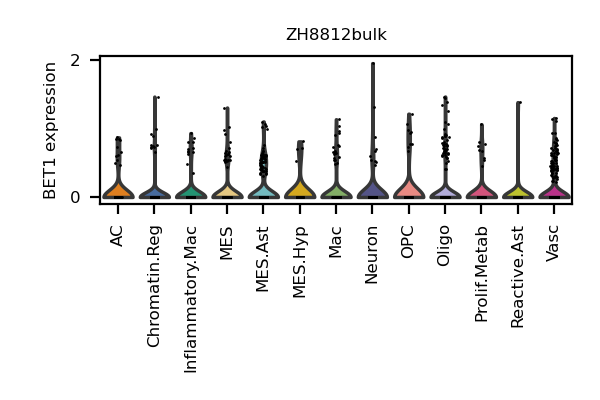 ZH8812bulk
BET1 expression
2
0
AC
Chromatin.Reg
Inflammatory.Mac
MES
MES.Ast
MES.Hyp
Mac
Neuron
OPC
Oligo
Prolif.Metab
Reactive.Ast
Vasc